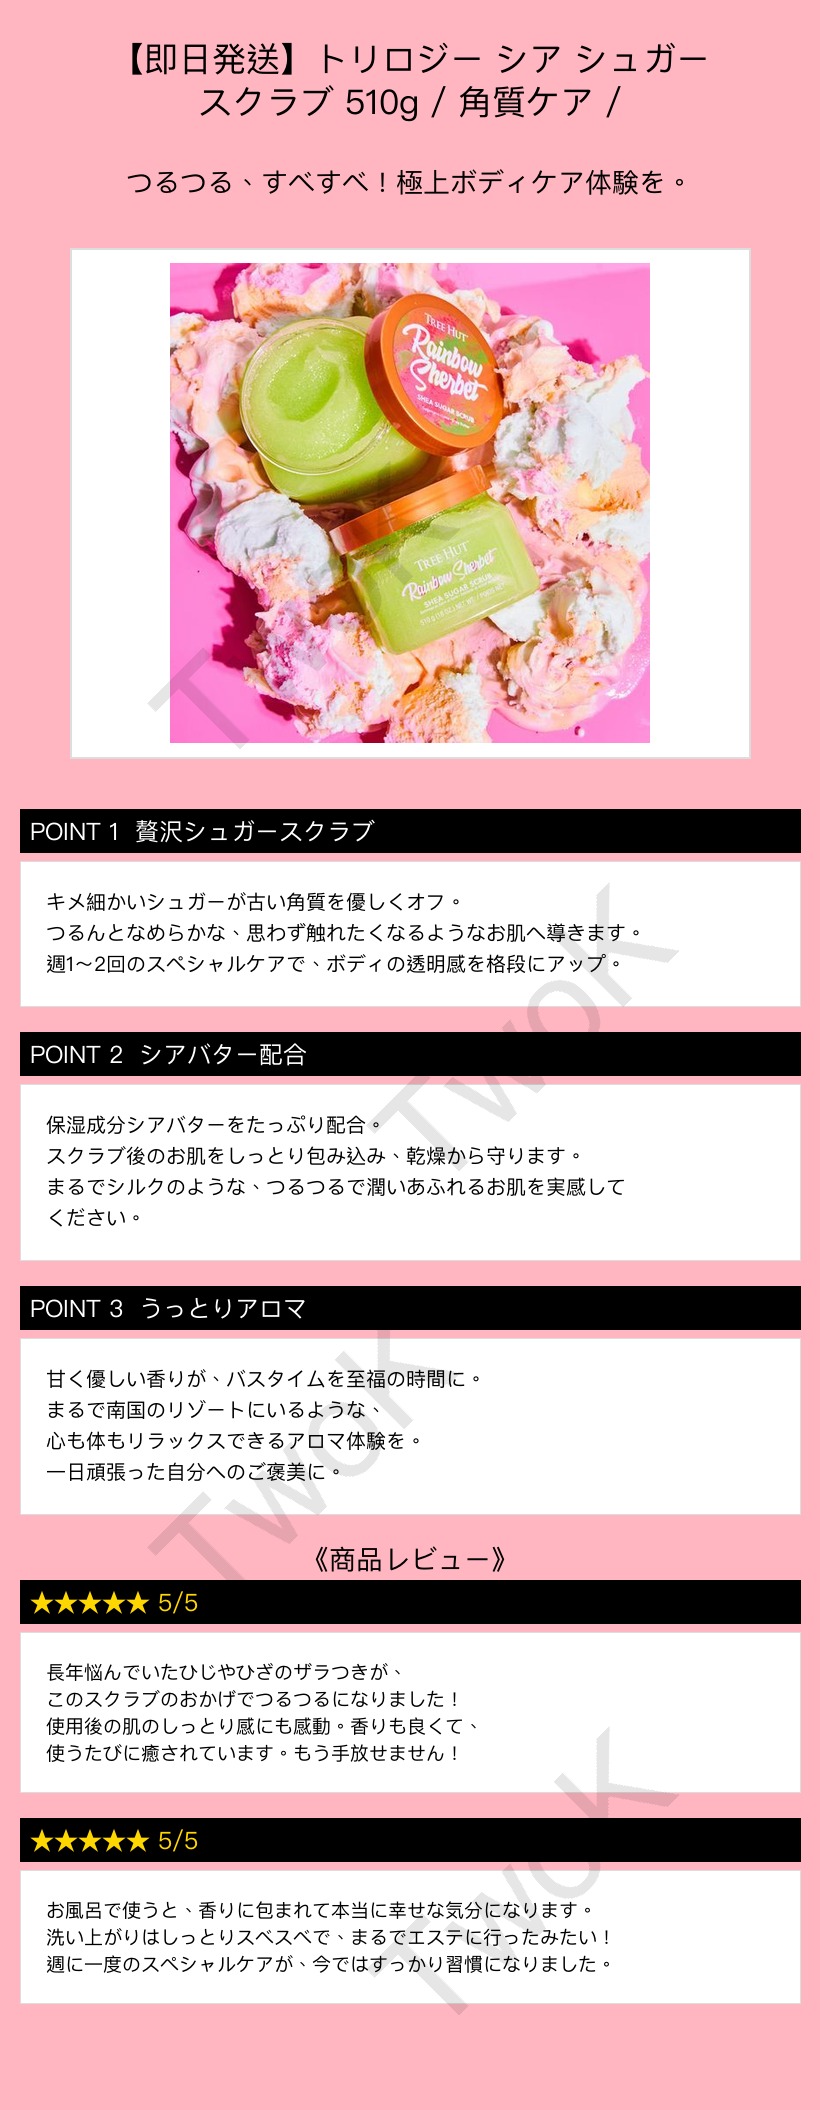 【即日発送】トリロジー シア シュガー
スクラブ 510g / 角質ケア /
つるつる、すべすべ！極上ボディケア体験を。
TREE HUT
Rainbow
Sherbet
SHEA SUGAR SCRUB
TREE HUT
Rainbow Sherbet
SHEA SUGAR SCRUB
TwoK
POINT 1 贅沢シュガースクラブ
キメ細かいシュガーが古い角質を優しくオフ。
つるんとなめらかな、思わず触れたくなるようなお肌へ導きます。
週1〜2回のスペシャルケアで、ボディの透明感を格段にアップ。
TwoK
POINT 2 シアバター配合
保湿成分シアバターをたっぷり配合。
スクラブ後のお肌をしっとり包み込み、乾燥から守ります。
まるでシルクのような、つるつるで潤いあふれるお肌を実感して
ください。
POINT 3 うっとりアロマ
甘く優しい香りが、バスタイムを至福の時間に。
まるで南国のリゾートにいるような、
心も体もリラックスできるアロマ体験を。
一日頑張った自分へのご褒美に。
TwoK
《商品レビュー》
★★★★★ 5/5
長年悩んでいたひじやひざのザラつきが、
このスクラブのおかげでつるつるになりました！
使用後の肌のしっとり感にも感動。香りも良くて、
使うたびに癒されています。もう手放せません！
★★★★★ 5/5
お風呂で使うと、香りに包まれて本当に幸せな気分になります。
洗い上がりはしっとりスベスベで、まるでエステに行ったみたい！
週に一度のスペシャルケアが、今ではすっかり習慣になりました。
TwoK